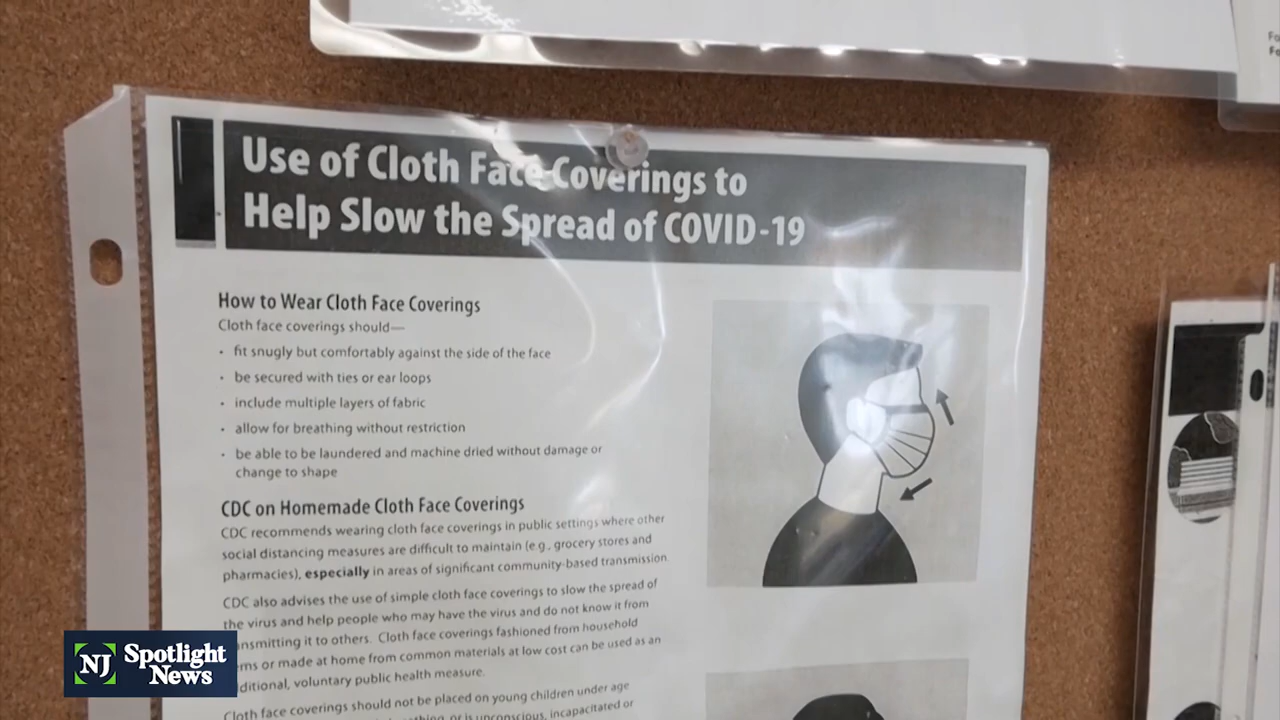 Use of Cloth Face Coverings to
Help Slow the Spread of COVID-19
How to Wear Cloth Face Coverings
Cloth face coverings should—
• fit snugly but comfortably against the side of the face
• be secured with ties or ear loops
• include multiple layers of fabric
• allow for breathing without restriction
• be able to be laundered and machine dried without damage or
change to shape
CDC on Homemade Cloth Face Coverings
CDC recommends wearing cloth face coverings in public settings where other
social distancing measures are difficult to maintain (e.g., grocery stores and
pharmacies), especially in areas of significant community-based transmission.
CDC also advises the use of simple cloth face coverings to slow the spread of
the virus and help people who may have the virus and do not know it from
it to others. Cloth face coverings fashioned from household
or made at home from common materials at low cost can be used as an
voluntary public health measure.
Cloth face coverings should not be placed on young children under age
or is unconscious, incapacitated or
NJ Spotlight
News